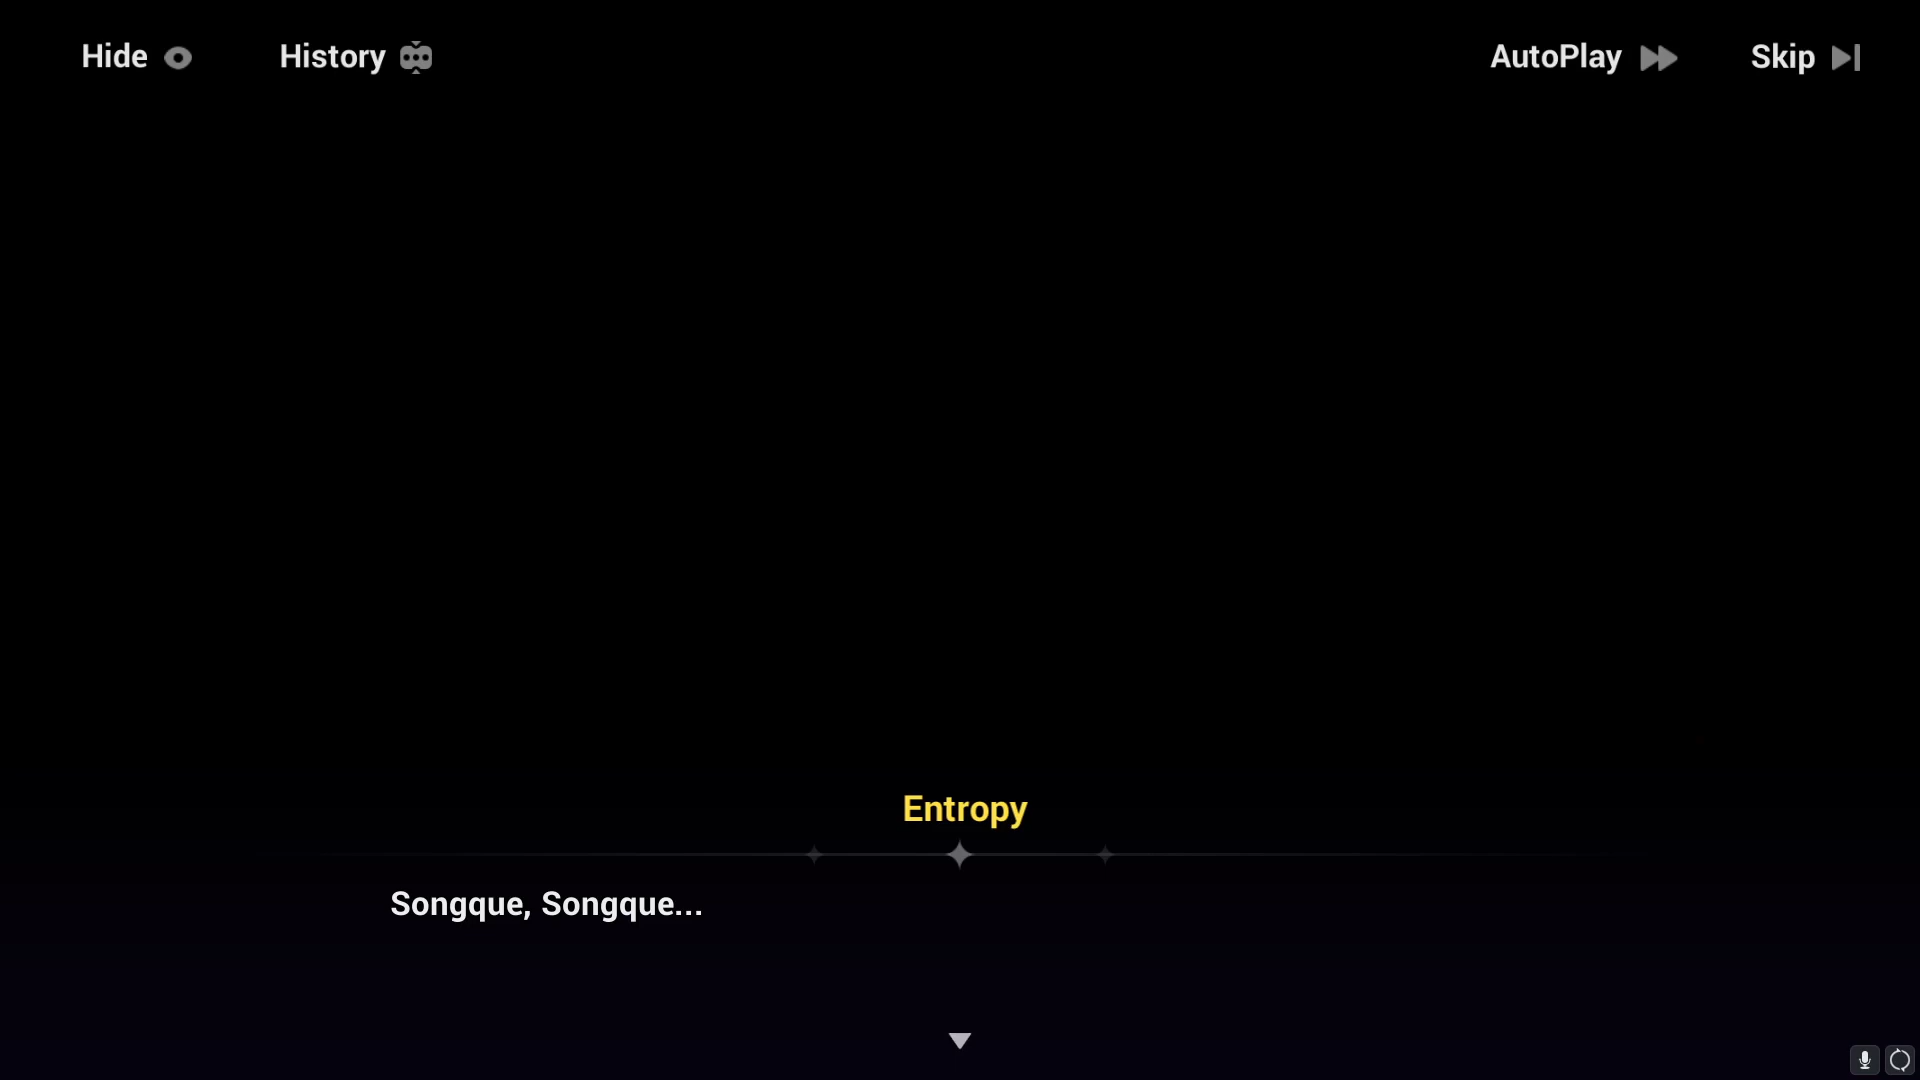 Hide
History
AutoPlay
Skip
Entropy
Songque, Songque...